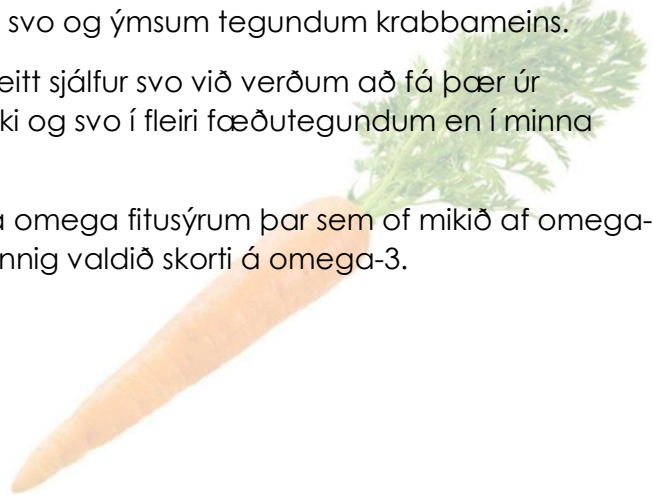 svo og ýmsum tegundum krabbameins.
eitt sjálfur svo við verðum að fá þær úr
ki og svo í fleiri fæðutegundum en í minna
omega fitusýrum þar sem of mikið af omega-
nnig valdið skorti á omega-3.